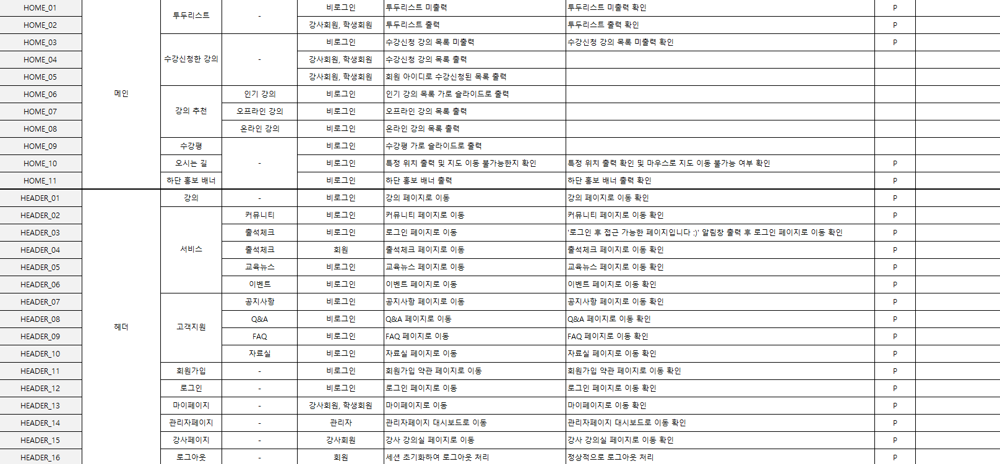 HOME_01 메인 투두리스트 - 비로그인 투두리스트 미출력 투두리스트 미출력 확인 P
HOME_02 강사회원, 학생회원 투두리스트 출력 투두리스트 출력 확인 P
HOME_03 수강신청한 강의 - 비로그인 수강신청 강의 목록 미출력 수강신청 강의 목록 미출력 확인 P
HOME_04 강사회원, 학생회원 수강신청 강의 목록 출력
HOME_05 강사회원, 학생회원 회원 아이디로 수강신청된 목록 출력
HOME_06 강의 추천 인기 강의 비로그인 인기 강의 목록 가로 슬라이드로 출력
HOME_07 오프라인 강의 비로그인 오프라인 강의 목록 출력
HOME_08 온라인 강의 비로그인 온라인 강의 목록 출력
HOME_09 수강평 - 비로그인 수강평 가로 슬라이드로 출력
HOME_10 오시는 길 비로그인 특정 위치 출력 및 지도 이동 불가능한지 확인 특정 위치 출력 확인 및 마우스로 지도 이동 불가능 여부 확인 P
HOME_11 하단 홍보 배너 비로그인 하단 홍보 배너 출력 하단 홍보 배너 출력 확인 P
HEADER_01 헤더 강의 - 비로그인 강의 페이지로 이동 강의 페이지로 이동 확인 P
HEADER_02 서비스 커뮤니티 비로그인 커뮤니티 페이지로 이동 커뮤니티 페이지로 이동 확인 P
HEADER_03 출석체크 비로그인 로그인 페이지로 이동 '로그인 후 접근 가능한 페이지입니다 :)' 알림창 출력 후 로그인 페이지로 이동 확인 P
HEADER_04 출석체크 회원 출석체크 페이지로 이동 출석체크 페이지로 이동 확인 P
HEADER_05 교육뉴스 비로그인 교육뉴스 페이지로 이동 교육뉴스 페이지로 이동 확인 P
HEADER_06 이벤트 비로그인 이벤트 페이지로 이동 이벤트 페이지로 이동 확인 P
HEADER_07 고객지원 공지사항 비로그인 공지사항 페이지로 이동 공지사항 페이지로 이동 확인 P
HEADER_08 Q&A 비로그인 Q&A 페이지로 이동 Q&A 페이지로 이동 확인 P
HEADER_09 FAQ 비로그인 FAQ 페이지로 이동 FAQ 페이지로 이동 확인 P
HEADER_10 자료실 비로그인 자료실 페이지로 이동 자료실 페이지로 이동 확인 P
HEADER_11 회원가입 - 비로그인 회원가입 약관 페이지로 이동 회원가입 약관 페이지로 이동 확인 P
HEADER_12 로그인 - 비로그인 로그인 페이지로 이동 로그인 페이지로 이동 확인 P
HEADER_13 마이페이지 - 강사회원, 학생회원 마이페이지로 이동 마이페이지로 이동 확인 P
HEADER_14 관리자페이지 - 관리자 관리자페이지 대시보드로 이동 관리자페이지 대시보드로 이동 확인 P
HEADER_15 강사페이지 - 강사회원 강사 강의실 페이지로 이동 강사 강의실 페이지로 이동 확인 P
HEADER_16 로그아웃 - 회원 세션 초기화하여 로그아웃 처리 정상적으로 로그아웃 처리 P